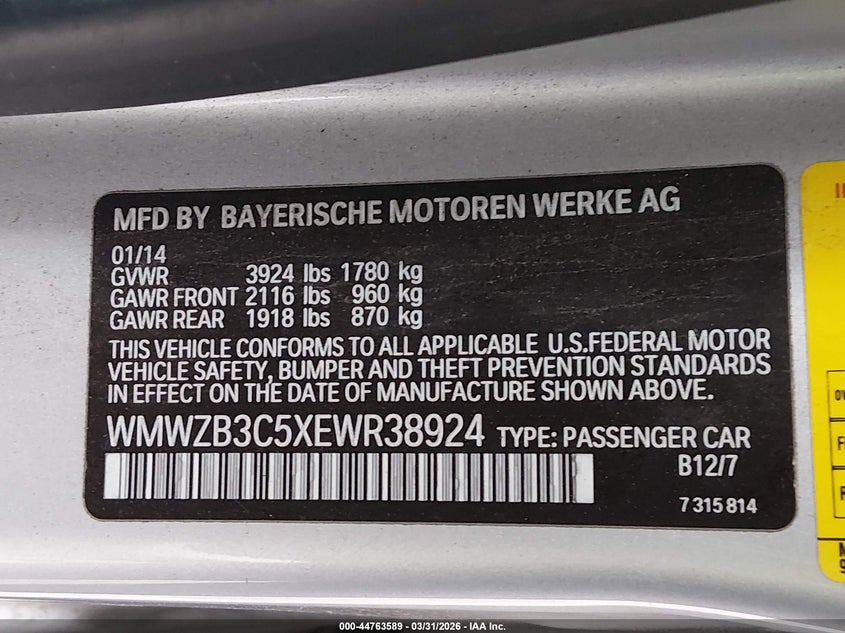 MFD BY BAYERISCHE MOTOREN WERKE AG
01/14
GVWR 3924 lbs 1780 kg
GAWR FRONT 2116 lbs 960 kg
GAWR REAR 1918 lbs 870 kg
THIS VEHICLE CONFORMS TO ALL APPLICABLE U.S.FEDERAL MOTOR
VEHICLE SAFETY, BUMPER AND THEFT PREVENTION STANDARDS
IN EFFECT ON THE DATE OF MANUFACTURE SHOWN ABOVE.
WMWZB3C5XEWR38924 TYPE: PASSENGER CAR
B12/7
7 315 814
000-44763589 - 03/31/2026 - IAA Inc.